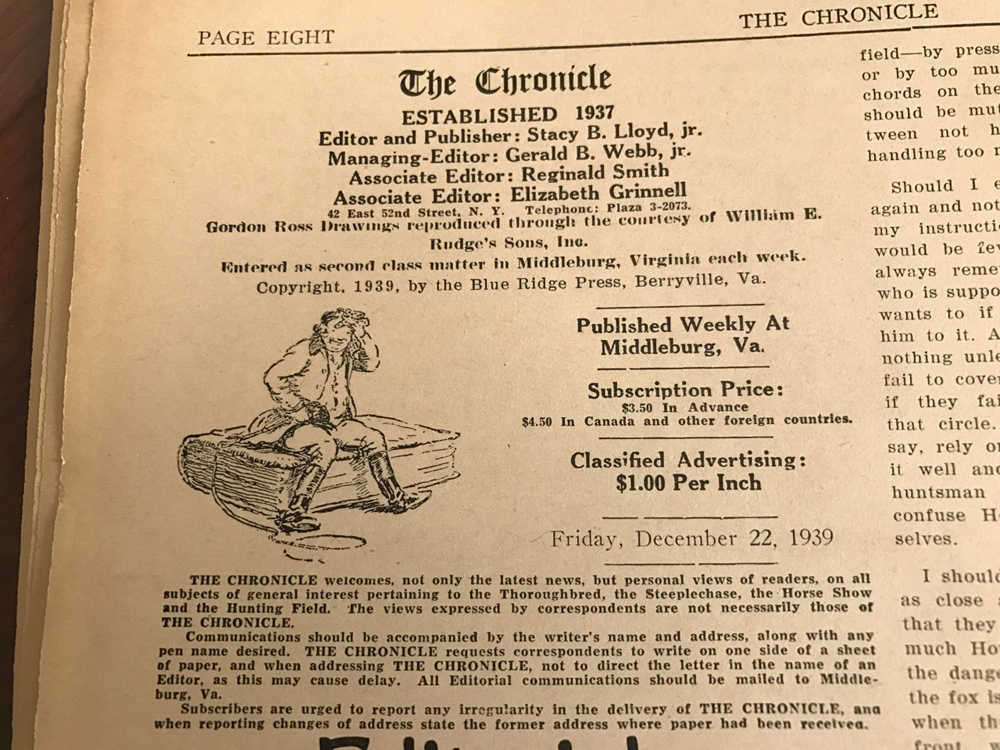 PAGE EIGHT
THE CHRONICLE
The Chronicle
ESTABLISHED 1937
Editor and Publisher: Stacy B. Lloyd, jr.
Managing-Editor: Gerald B. Webb, jr.
Associate Editor: Reginald Smith
Associate Editor: Elizabeth Grinnell
42 East 52nd Street, N. Y. Telephone: Plaza 3-2073.
Gordon Ross Drawings reproduced through the courtesy of William E.
Rudge's Sons, Inc.
Entered as second class matter in Middleburg, Virginia each week.
Copyright, 1939, by the Blue Ridge Press, Berryville, Va.
Published Weekly At
Middleburg, Va.
Subscription Price:
$3.50 In Advance
$4.50 In Canada and other foreign countries.
Classified Advertising:
$1.00 Per Inch
Friday, December 22, 1939
THE CHRONICLE welcomes, not only the latest news, but personal views of readers, on all
subjects of general interest pertaining to the Thoroughbred, the Steeplechase, the Horse Show
and the Hunting Field. The views expressed by correspondents are not necessarily those of
THE CHRONICLE.
Communications should be accompanied by the writer's name and address, along with any
pen name desired. THE CHRONICLE requests correspondents to write on one side of a sheet
of paper, and when addressing THE CHRONICLE, not to direct the letter in the name of an
Editor, as this may cause delay. All Editorial communications should be mailed to Middle-
burg, Va.
Subscribers are urged to report any irregularity in the delivery of THE CHRONICLE, and
when reporting changes of address state the former address where paper had been received.
field—by press
or by too mu
chords on the
should be mut
tween not h
handling too
Should I e
again and not
my instructi
would be few
always reme
who is suppo
wants to if
him to it. A
nothing unle
fail to cover
if they fai
that circle.
say, rely o
it well and
huntsman
confuse H
selves.
I should
as close
that they
much Ho
the dange
the fox is
when th
front